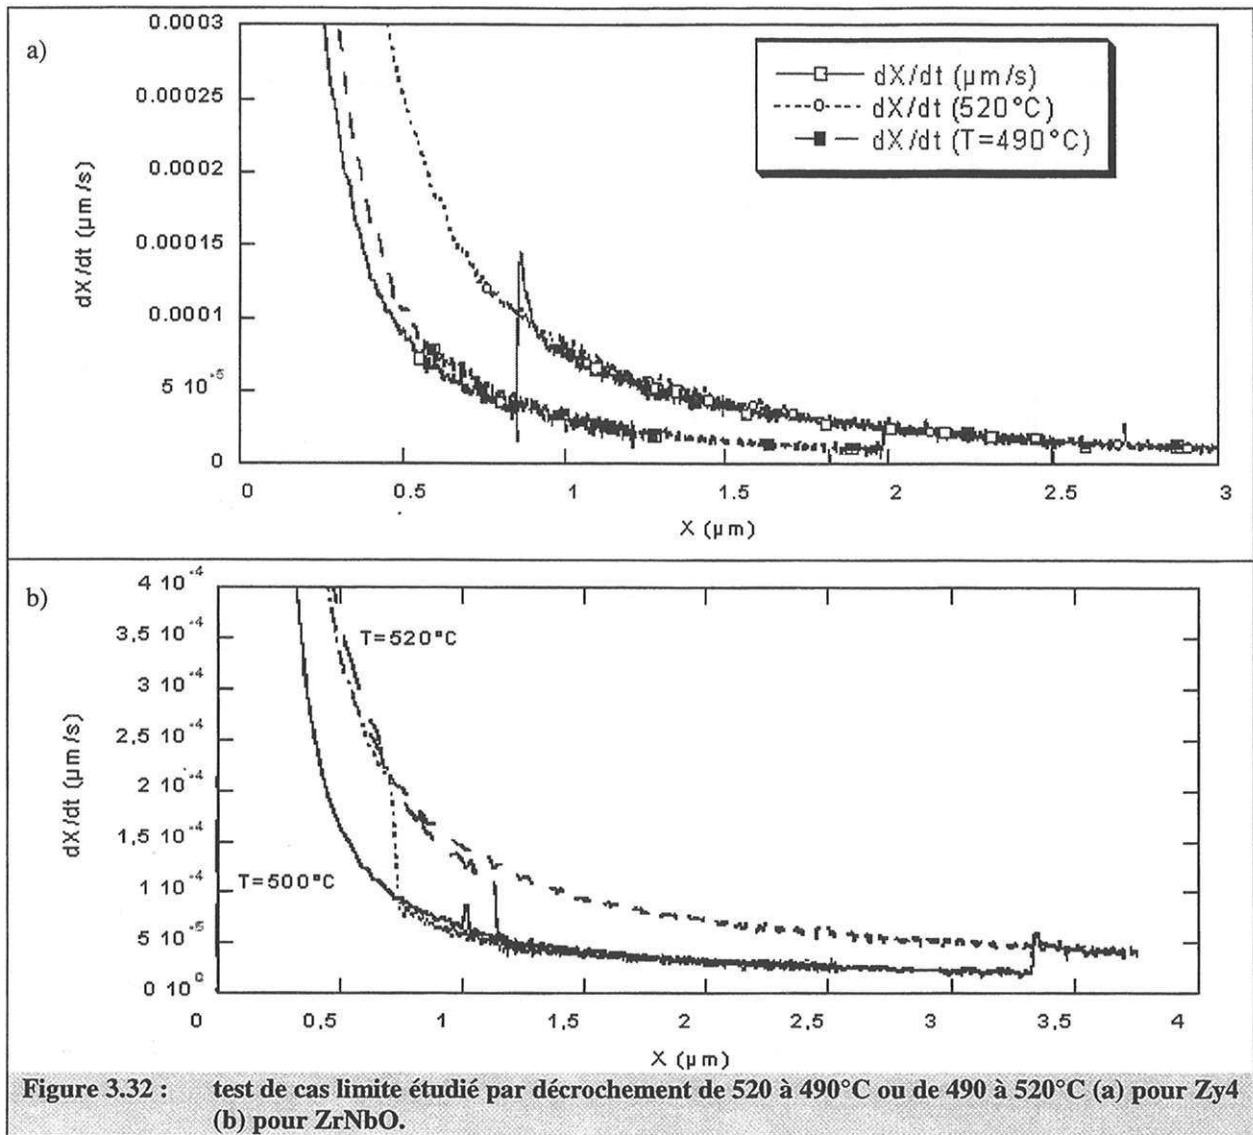 a)
dX/dt (µm/s)
0.0003
0.00025
0.0002
0.00015
0.0001
5 10⁻⁵
0
dX/dt (µm/s)
dX/dt (520°C)
dX/dt (T=490°C)
0 0.5 1 1.5 2 2.5 3
X (µm)
b)
dX/dt (µm/s)
4 10⁻⁴
3,5 10⁻⁴
3 10⁻⁴
2,5 10⁻⁴
2 10⁻⁴
1,5 10⁻⁴
1 10⁻⁴
5 10⁻⁵
0 10⁰
T=520°C
T=500°C
0 0,5 1 1,5 2 2,5 3 3,5 4
X (µm)
Figure 3.32 : test de cas limite étudié par décrochement de 520 à 490°C ou de 490 à 520°C (a) pour Zy4
(b) pour ZrNbO.